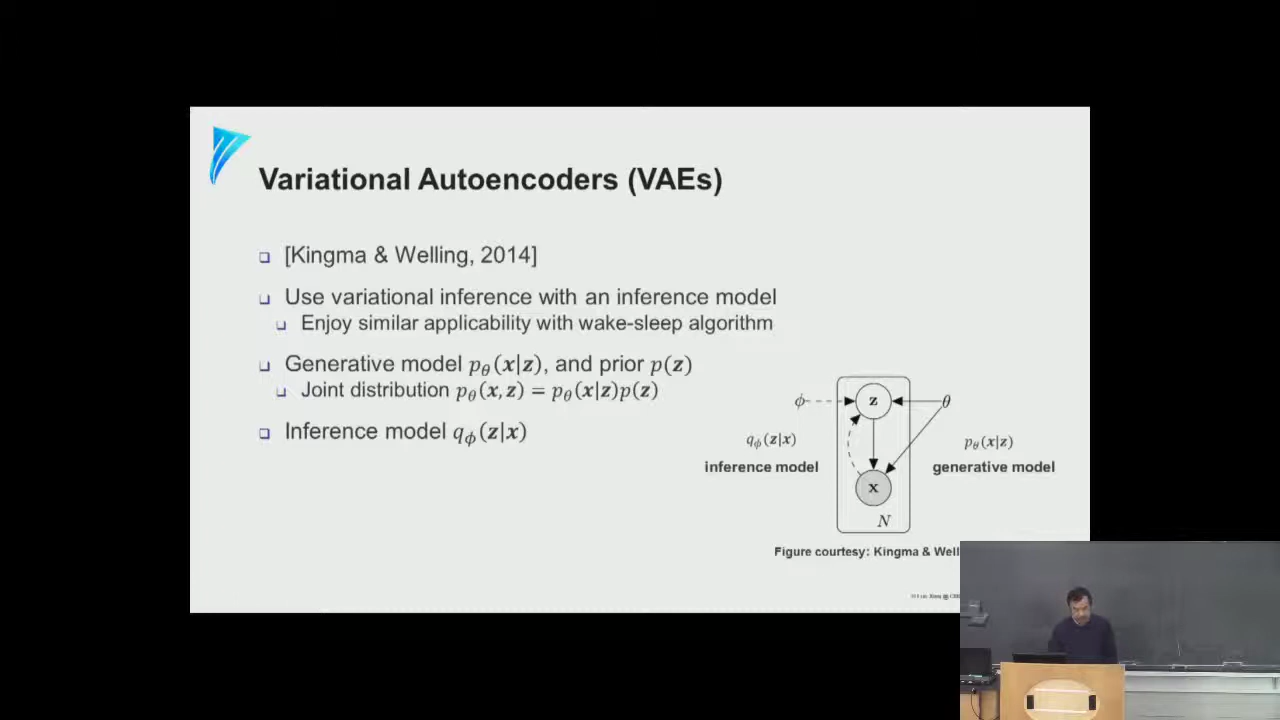 Variational Autoencoders (VAEs)
[Kingma & Welling, 2014]
Use variational inference with an inference model
Enjoy similar applicability with wake-sleep algorithm
Generative model pθ(x|z), and prior p(z)
Joint distribution pθ(x, z) = pθ(x|z)p(z)
Inference model qϕ(z|x)
ϕ z θ
qϕ(z|x) pθ(x|z)
inference model generative model
x
N
Figure courtesy: Kingma & Well